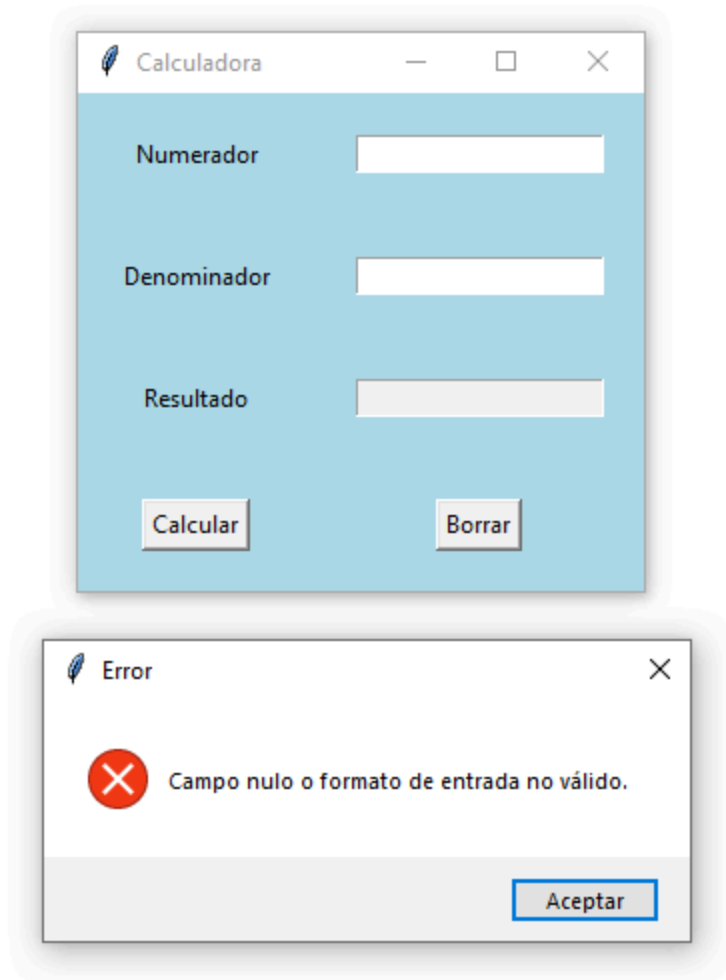 Calculadora
Numerador
Denominador
Resultado
Calcular Borrar
Error
Campo nulo o formato de entrada no válido.
Aceptar